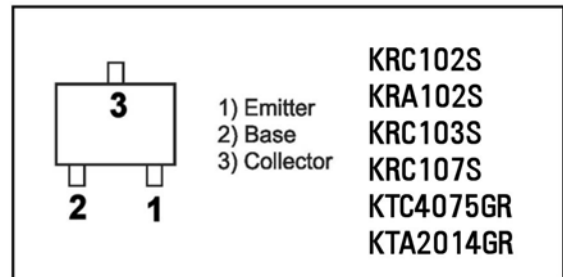 3
2
1
1) Emitter
2) Base
3) Collector
KRC102S
KRA102S
KRC103S
KRC107S
KTC4075GR
KTA2014GR